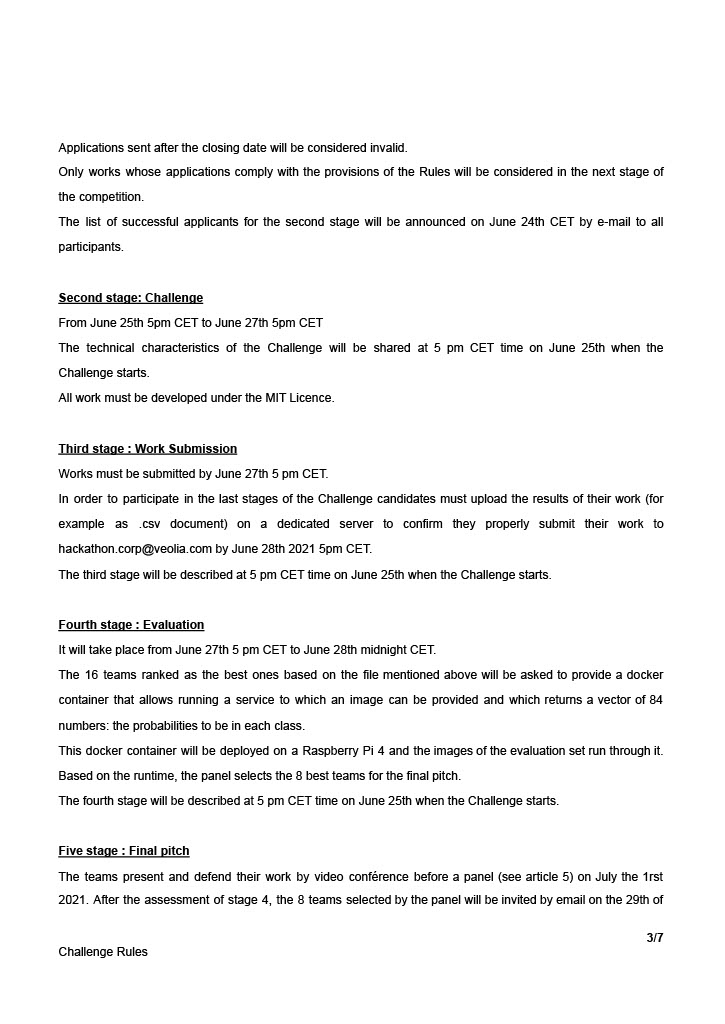 Applications sent after the closing date will be considered invalid.
Only works whose applications comply with the provisions of the Rules will be considered in the next stage of
the competition.
The list of successful applicants for the second stage will be announced on June 24th CET by e-mail to all
participants.
Second stage: Challenge
From June 25th 5pm CET to June 27th 5pm CET
The technical characteristics of the Challenge will be shared at 5 pm CET time on June 25th when the
Challenge starts.
All work must be developed under the MIT Licence.
Third stage : Work Submission
Works must be submitted by June 27th 5 pm CET.
In order to participate in the last stages of the Challenge candidates must upload the results of their work (for
example as .csv document) on a dedicated server to confirm they properly submit their work to
hackathon.corp@veolia.com by June 28th 2021 5pm CET.
The third stage will be described at 5 pm CET time on June 25th when the Challenge starts.
Fourth stage : Evaluation
It will take place from June 27th 5 pm CET to June 28th midnight CET.
The 16 teams ranked as the best ones based on the file mentioned above will be asked to provide a docker
container that allows running a service to which an image can be provided and which returns a vector of 84
numbers: the probabilities to be in each class.
This docker container will be deployed on a Raspberry Pi 4 and the images of the evaluation set run through it.
Based on the runtime, the panel selects the 8 best teams for the final pitch.
The fourth stage will be described at 5 pm CET time on June 25th when the Challenge starts.
Five stage : Final pitch
The teams present and defend their work by video conférence before a panel (see article 5) on July the 1rst
2021. After the assessment of stage 4, the 8 teams selected by the panel will be invited by email on the 29th of
3/7
Challenge Rules